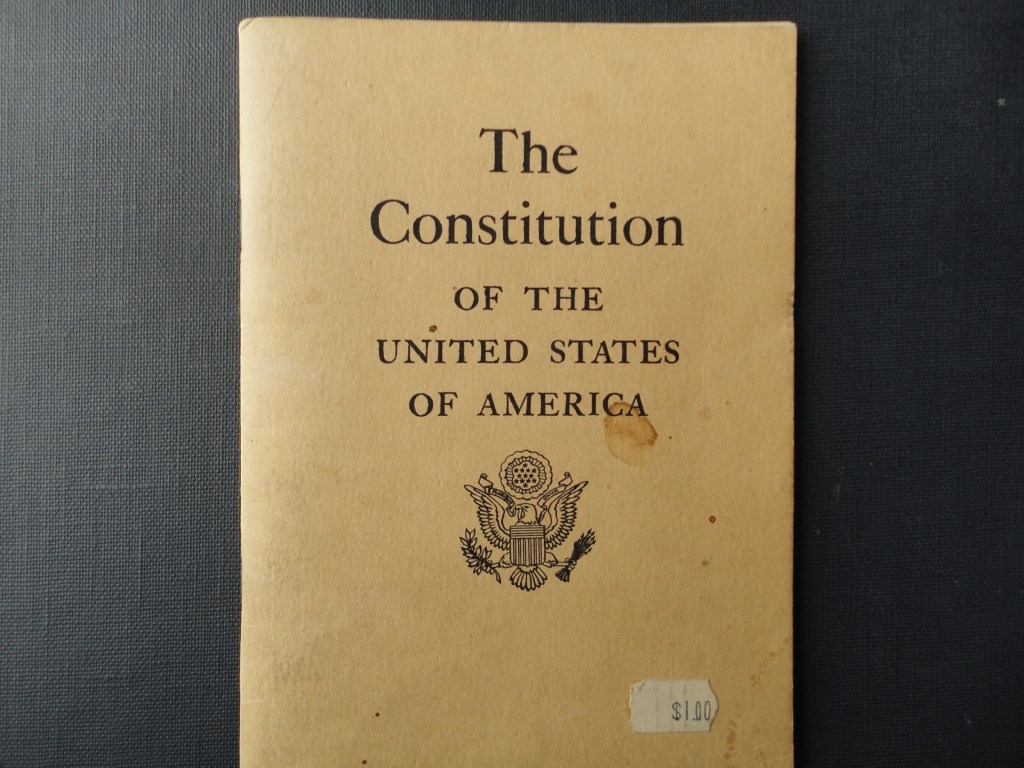 The
Constitution
OF THE
UNITED STATES
OF AMERICA
$1.00